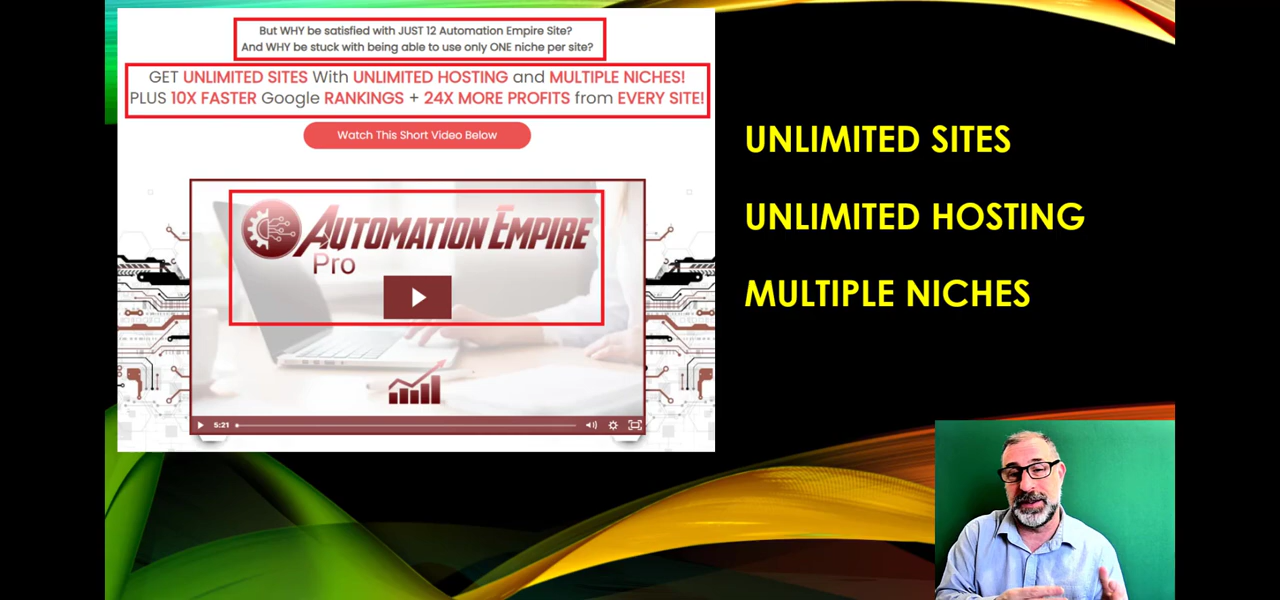 But WHY be satisfied with JUST 12 Automation Empire Site?
And WHY be stuck with being able to use only ONE niche per site?
GET UNLIMITED SITES With UNLIMITED HOSTING and MULTIPLE NICHES!
PLUS 10X FASTER Google RANKINGS + 24X MORE PROFITS from EVERY SITE!
Watch This Short Video Below
AUTOMATION EMPIRE
Pro
5:21
UNLIMITED SITES
UNLIMITED HOSTING
MULTIPLE NICHES